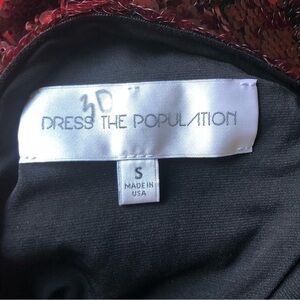 3D
DRESS THE POPULATION
S
MADE IN
USA